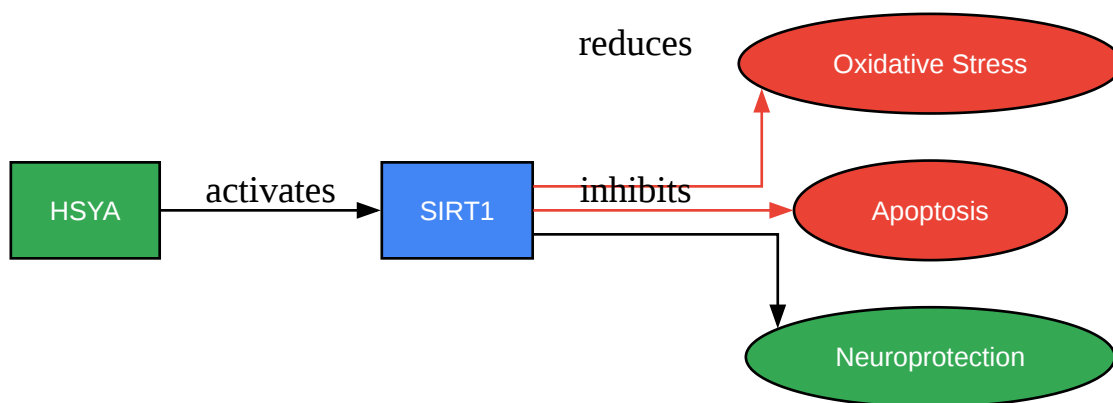 reduces
Oxidative Stress
HSYA
activates
SIRT1
inhibits
Apoptosis
Neuroprotection